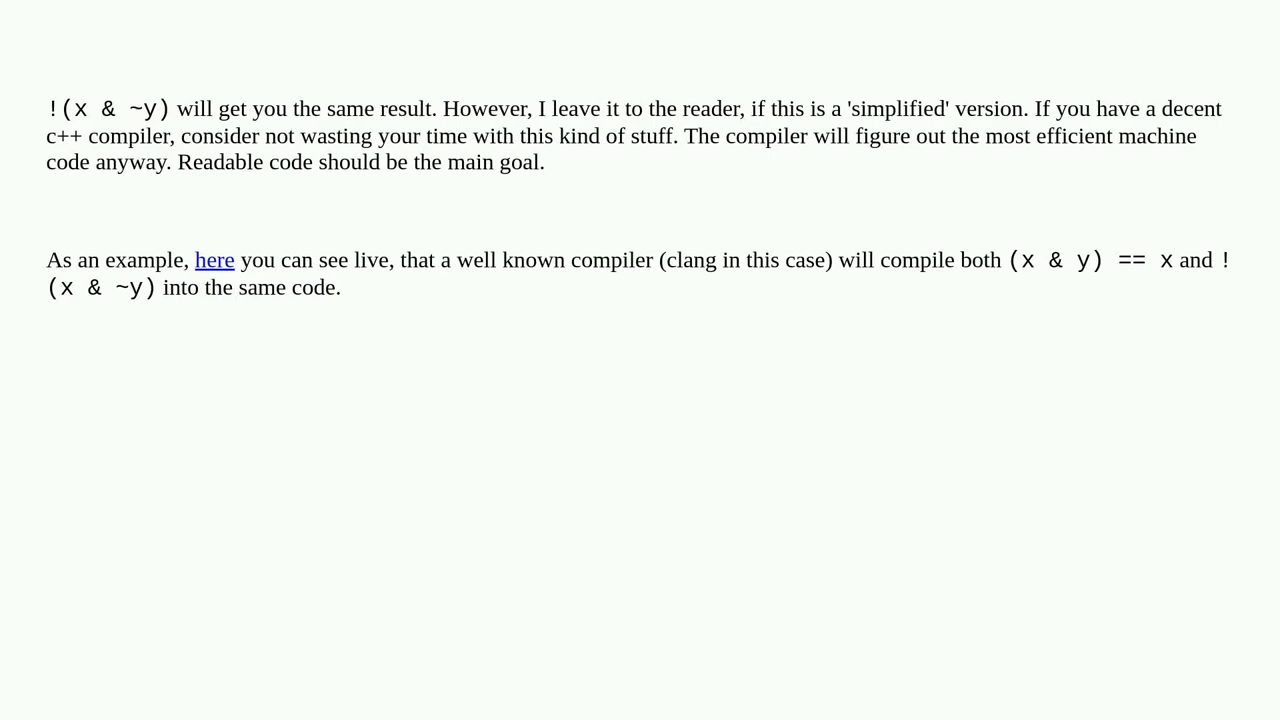 !(x & ~y) will get you the same result. However, I leave it to the reader, if this is a 'simplified' version. If you have a decent
c++ compiler, consider not wasting your time with this kind of stuff. The compiler will figure out the most efficient machine
code anyway. Readable code should be the main goal.
As an example, here you can see live, that a well known compiler (clang in this case) will compile both (x & y) == x and !
(x & ~y) into the same code.